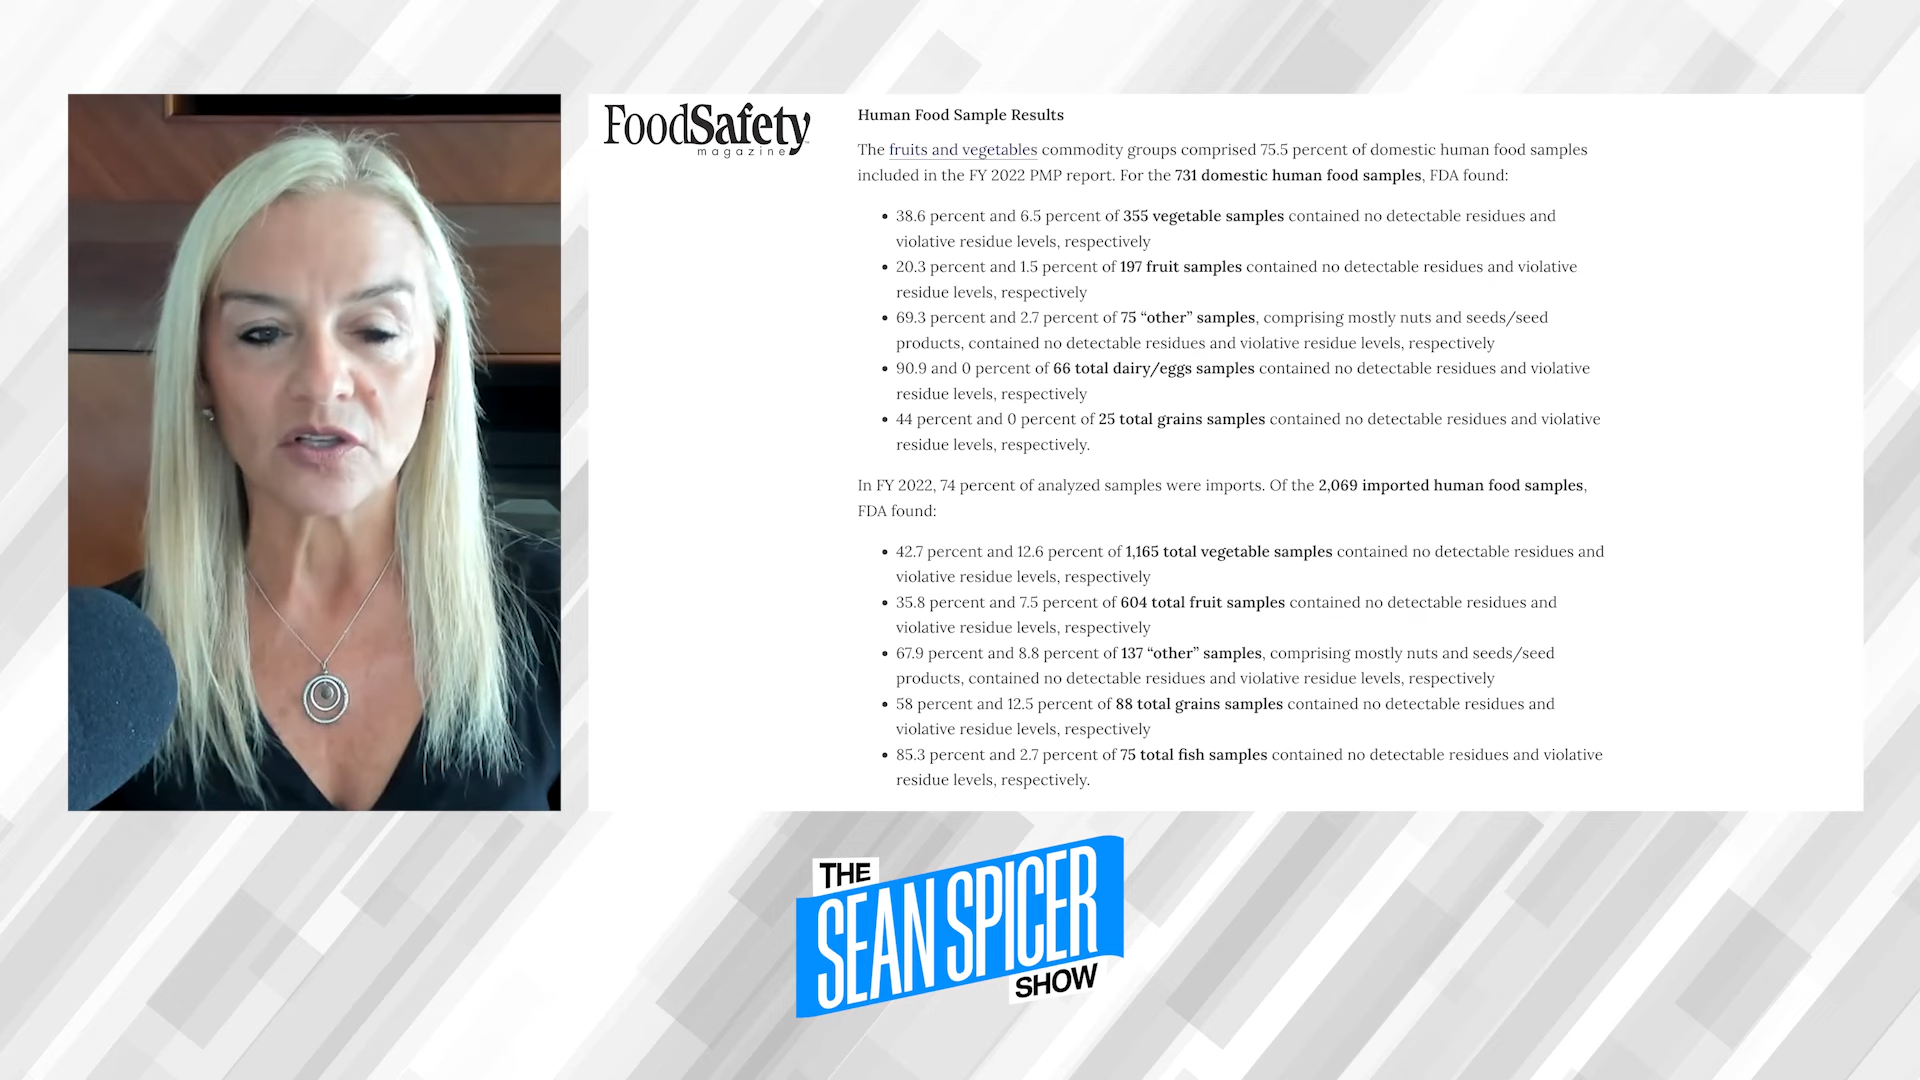 FoodSafety
magazine
Human Food Sample Results
The fruits and vegetables commodity groups comprised 75.5 percent of domestic human food samples
included in the FY 2022 PMP report. For the 731 domestic human food samples, FDA found:
• 38.6 percent and 6.5 percent of 355 vegetable samples contained no detectable residues and
violative residue levels, respectively
• 20.3 percent and 1.5 percent of 197 fruit samples contained no detectable residues and violative
residue levels, respectively
• 69.3 percent and 2.7 percent of 75 “other” samples, comprising mostly nuts and seeds/seed
products, contained no detectable residues and violative residue levels, respectively
• 90.9 and 0 percent of 66 total dairy/eggs samples contained no detectable residues and violative
residue levels, respectively
• 44 percent and 0 percent of 25 total grains samples contained no detectable residues and violative
residue levels, respectively.
In FY 2022, 74 percent of analyzed samples were imports. Of the 2,069 imported human food samples,
FDA found:
• 42.7 percent and 12.6 percent of 1,165 total vegetable samples contained no detectable residues and
violative residue levels, respectively
• 35.8 percent and 7.5 percent of 604 total fruit samples contained no detectable residues and
violative residue levels, respectively
• 67.9 percent and 8.8 percent of 137 “other” samples, comprising mostly nuts and seeds/seed
products, contained no detectable residues and violative residue levels, respectively
• 58 percent and 12.5 percent of 88 total grains samples contained no detectable residues and
violative residue levels, respectively
• 85.3 percent and 2.7 percent of 75 total fish samples contained no detectable residues and violative
residue levels, respectively.
THE
SEAN SPICER
SHOW